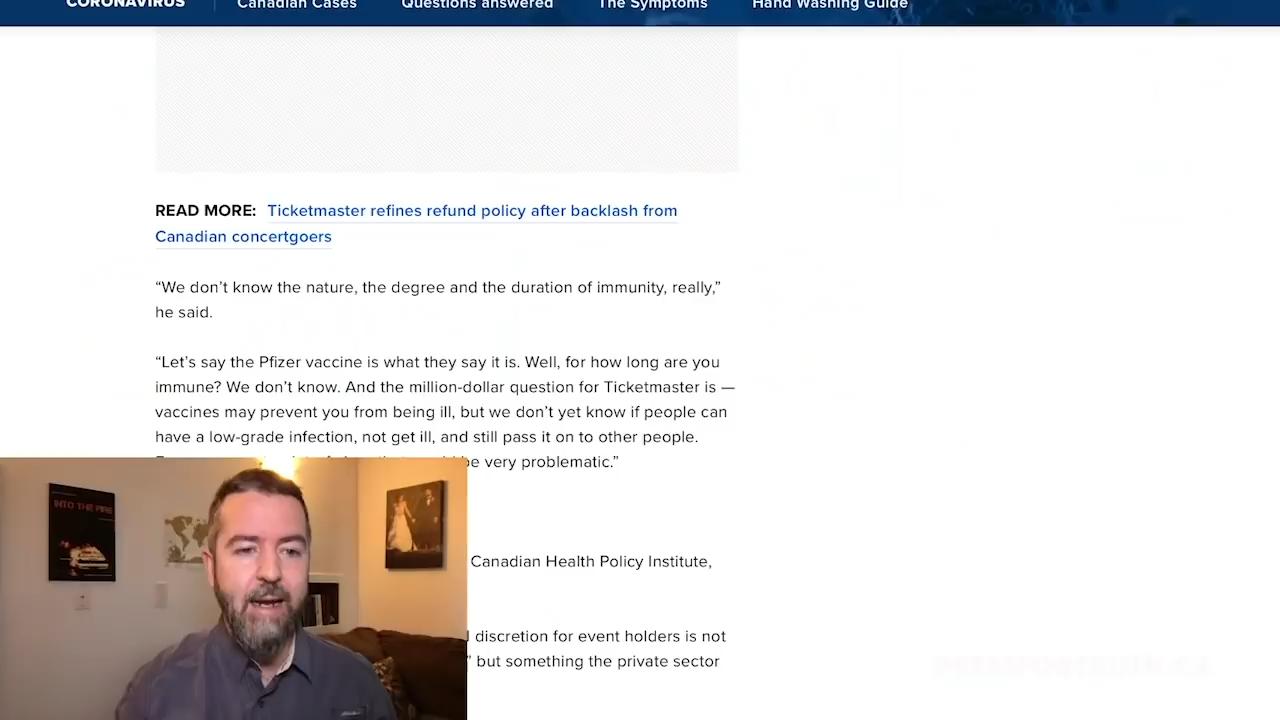 CORONAVIRUS Canadian Cases Questions answered The Symptoms Hand Washing Guide
READ MORE: Ticketmaster refines refund policy after backlash from
Canadian concertgoers
“We don’t know the nature, the degree and the duration of immunity, really,”
he said.
“Let’s say the Pfizer vaccine is what they say it is. Well, for how long are you
immune? We don’t know. And the million-dollar question for Ticketmaster is —
vaccines may prevent you from being ill, but we don’t yet know if people can
have a low-grade infection, not get ill, and still pass it on to other people.
be very problematic.”
INTO THE FIRE
Canadian Health Policy Institute,
discretion for event holders is not
” but something the private sector